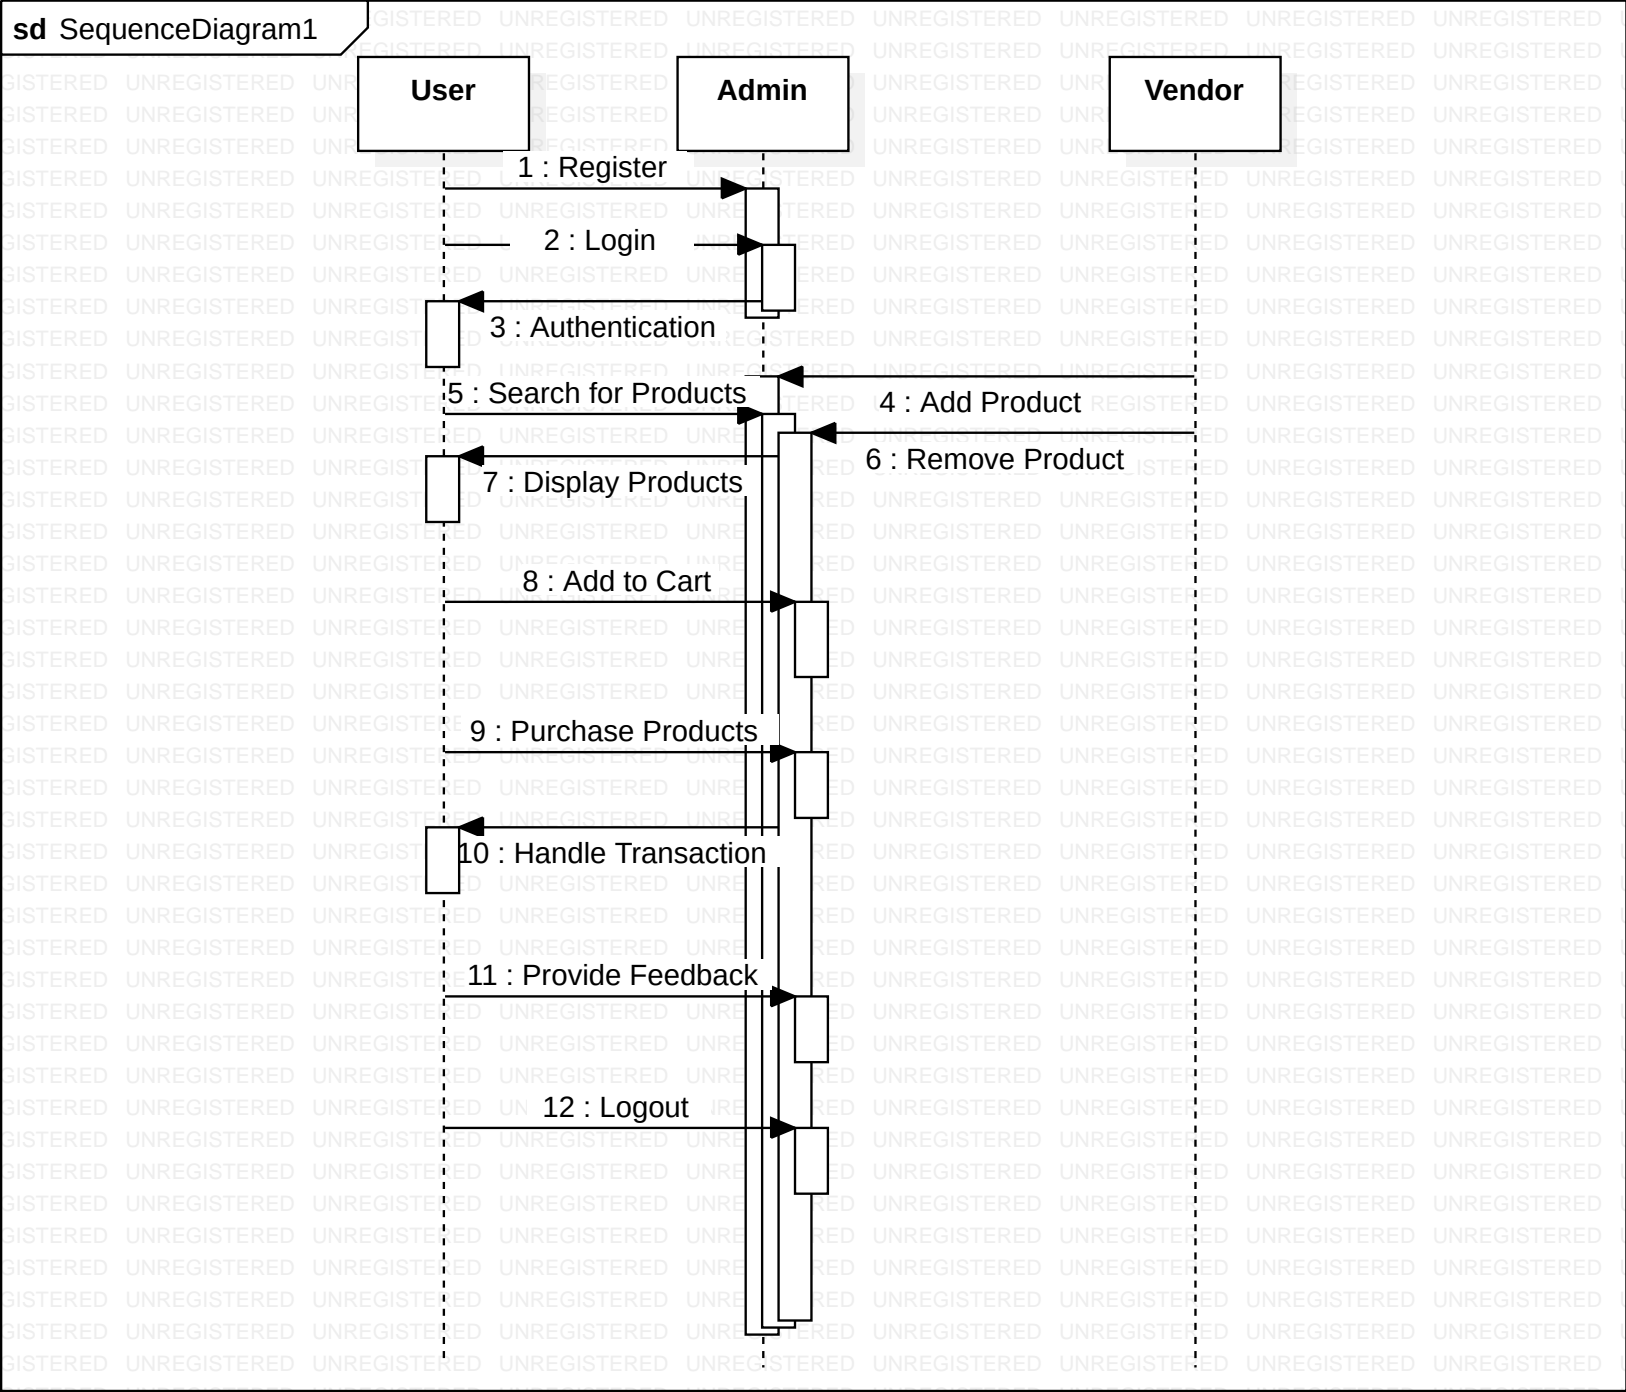 sd SequenceDiagram1
User
Admin
Vendor
1 : Register
2 : Login
3 : Authentication
5 : Search for Products
4 : Add Product
6 : Remove Product
7 : Display Products
8 : Add to Cart
9 : Purchase Products
10 : Handle Transaction
11 : Provide Feedback
12 : Logout
UNREGISTERED